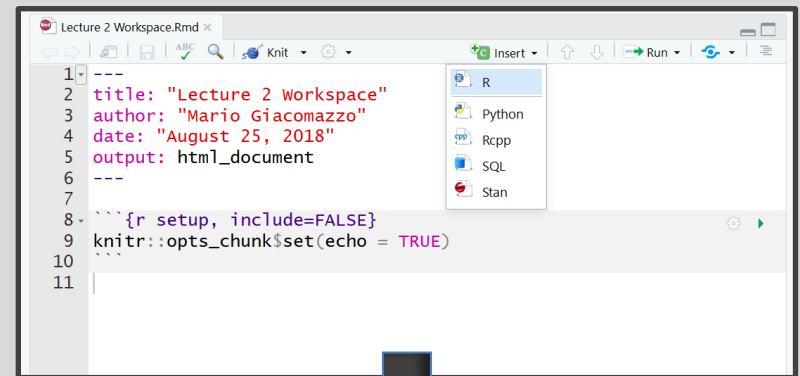 Lecture 2 Workspace.Rmd
ABC Knit Insert Run
1 ---
2 title: "Lecture 2 Workspace"
3 author: "Mario Giacomazzo"
4 date: "August 25, 2018"
5 output: html_document
6 ---
7
8 ```{r setup, include=FALSE}
9 knitr::opts_chunk$set(echo = TRUE)
10 ```
11
R
Python
cpp Rcpp
SQL
Stan